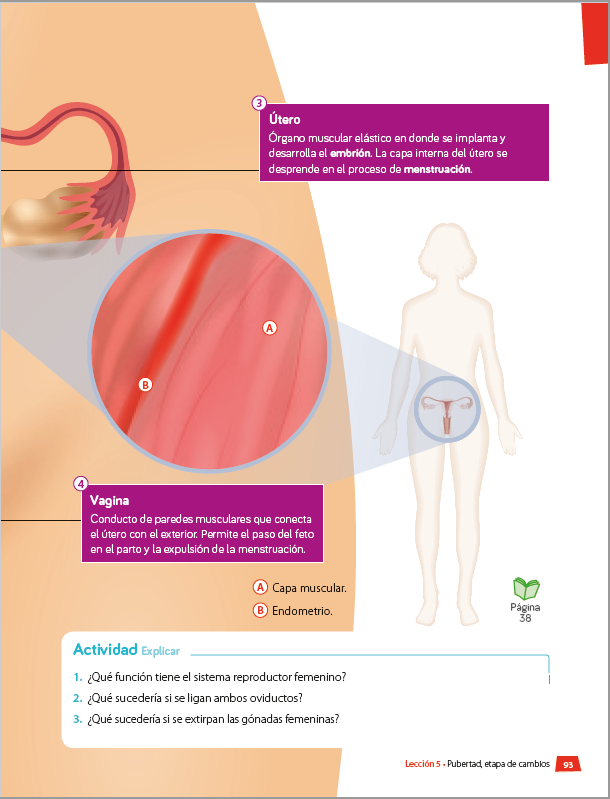 3
Útero
Órgano muscular elástico en donde se implanta y
desarrolla el embrión. La capa interna del útero se
desprende en el proceso de menstruación.
A
B
4
Vagina
Conducto de paredes musculares que conecta
el útero con el exterior. Permite el paso del feto
en el parto y la expulsión de la menstruación.
A Capa muscular.
B Endometrio.
Página
38
Actividad Explicar
1. ¿Qué función tiene el sistema reproductor femenino?
2. ¿Qué sucedería si se ligan ambos oviductos?
3. ¿Qué sucedería si se extirpan las gónadas femeninas?
Lección 5 • Pubertad, etapa de cambios 93